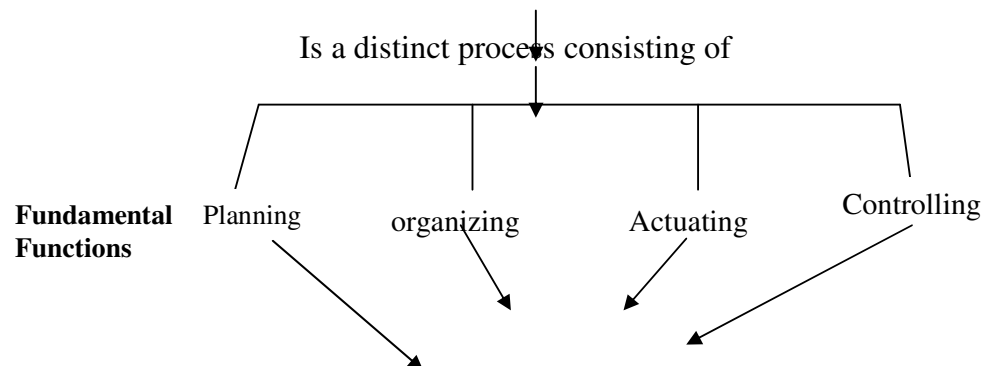 Is a distinct process consisting of
Fundamental Functions
Planning
organizing
Actuating
Controlling